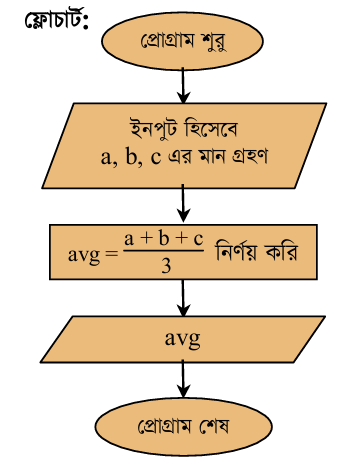 ফ্লোচার্ট:
প্রোগ্রাম শুরু
ইনপুট হিসেবে
a, b, c এর মান গ্রহণ
avg = (a + b + c)/3 নির্ণয় করি
avg
প্রোগ্রাম শেষ